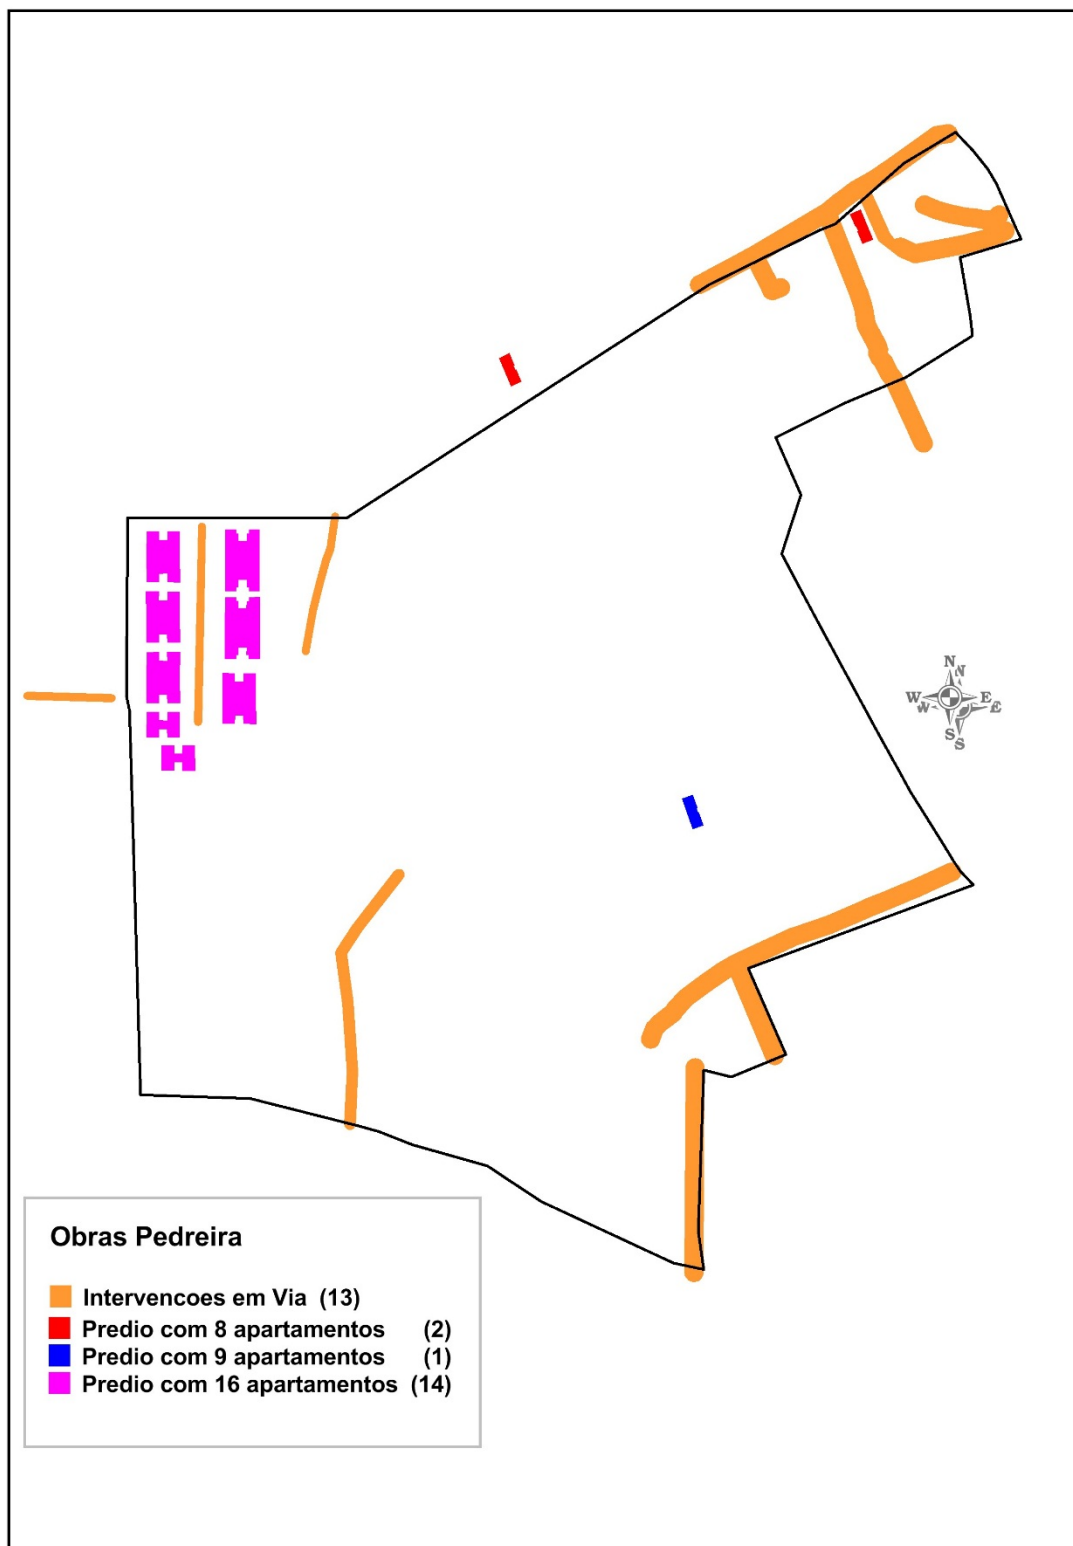 N
N
W
E
W
E
S
S
Obras Pedreira
Intervencoes em Via (13)
Predio com 8 apartamentos (2)
Predio com 9 apartamentos (1)
Predio com 16 apartamentos (14)